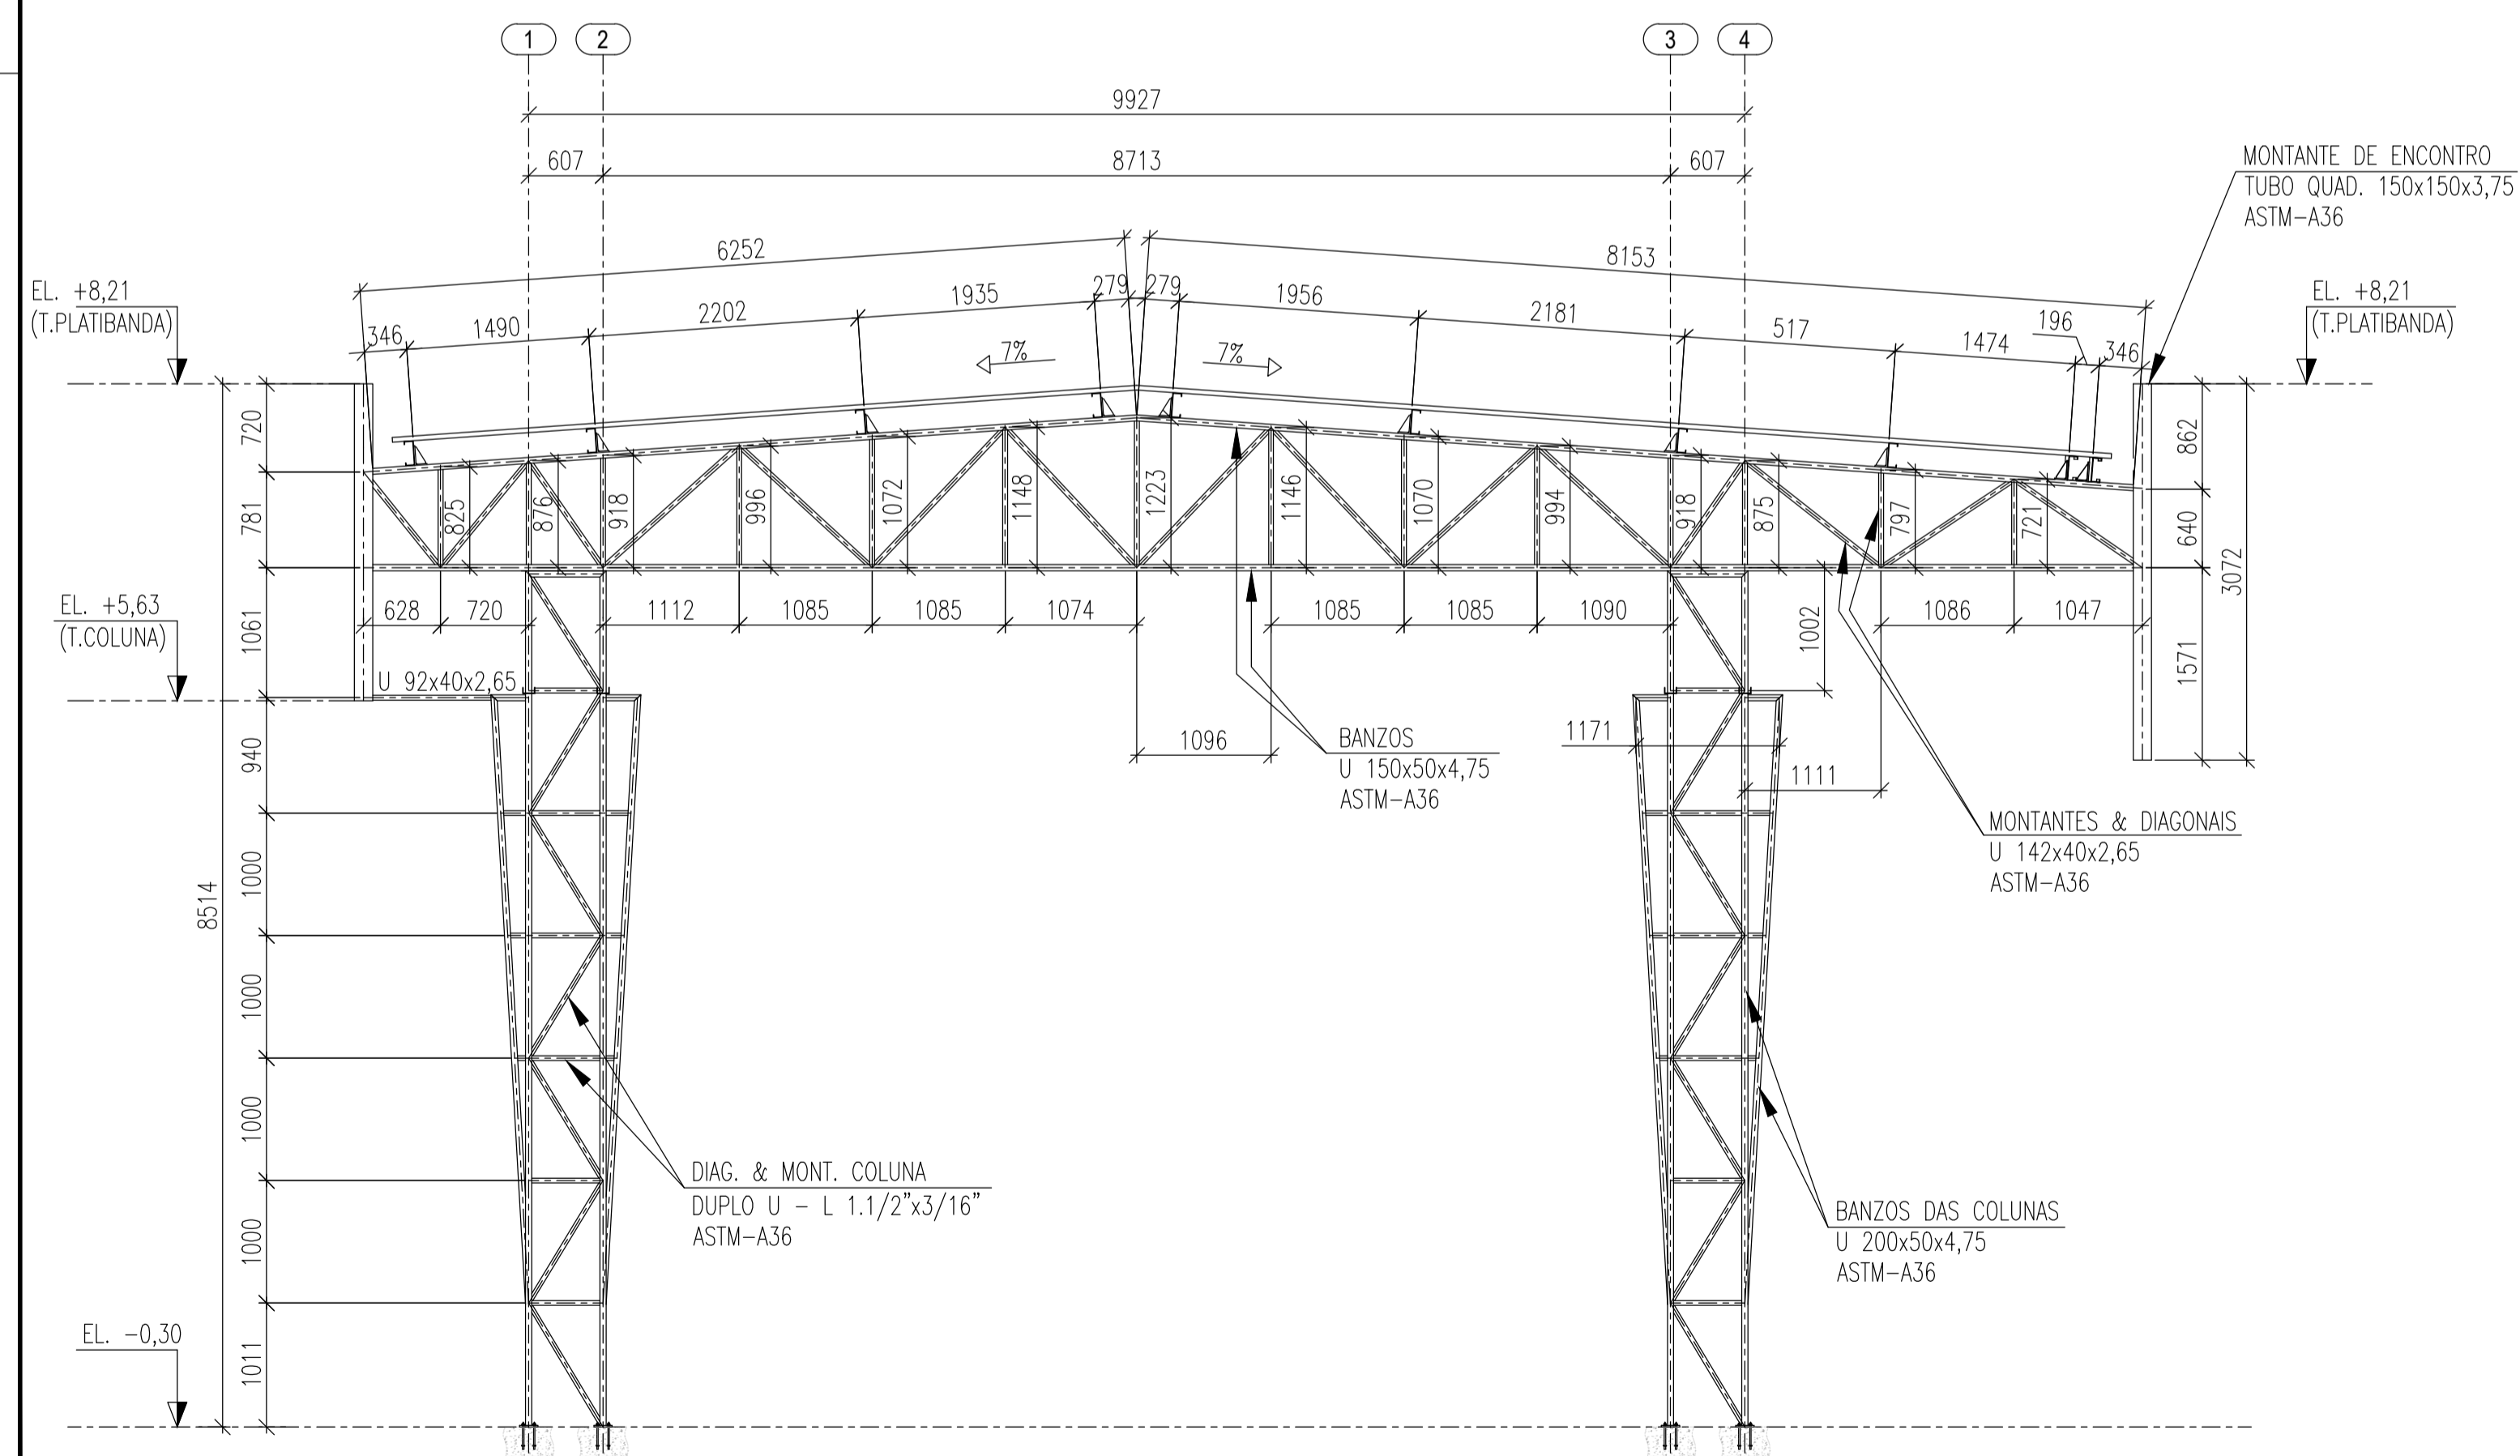 1
2
3
4
9927
607
8713
607
MONTANTE DE ENCONTRO
TUBO QUAD. 150x150x3,75
ASTM-A36
6252
8153
EL. +8,21
(T.PLATIBANDA)
EL. +8,21
(T.PLATIBANDA)
346
1490
2202
1935
279
279
1956
2181
517
1474
196
346
7%
7%
720
781
1061
940
1000
1000
1000
1000
1011
8514
825
876
918
996
1072
1148
1223
1146
1070
994
918
875
797
721
862
640
1571
3072
EL. +5,63
(T.COLUNA)
628
720
1112
1085
1085
1074
1085
1085
1090
1002
1086
1047
U 92x40x2,65
1096
BANZOS
U 150x50x4,75
ASTM-A36
1171
1111
MONTANTES & DIAGONAIS
U 142x40x2,65
ASTM-A36
DIAG. & MONT. COLUNA
DUPLO U - L 1.1/2"x3/16"
ASTM-A36
BANZOS DAS COLUNAS
U 200x50x4,75
ASTM-A36
EL. -0,30